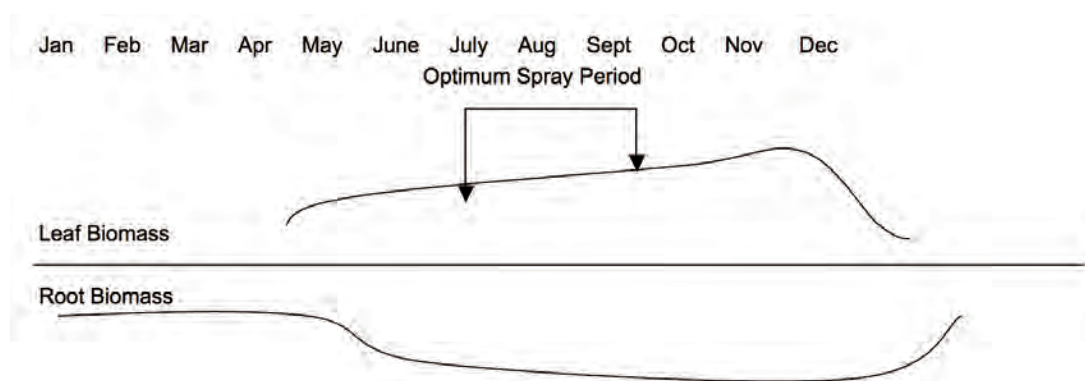 Jan Feb Mar Apr May June July Aug Sept Oct Nov Dec
Optimum Spray Period
Leaf Biomass
Root Biomass